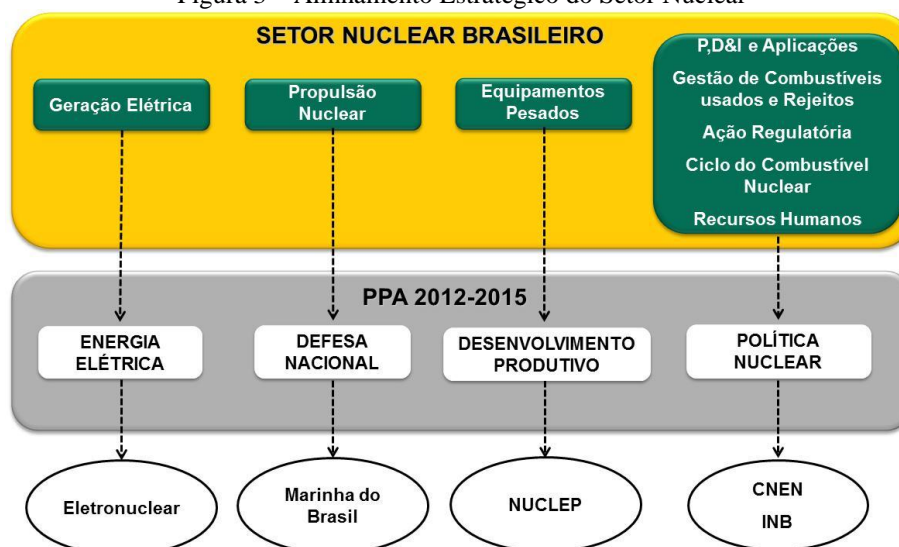 Figura 3 – Alinhamento Estratégico do Setor Nuclear
SETOR NUCLEAR BRASILEIRO
Geração Elétrica
Propulsão
Nuclear
Equipamentos
Pesados
P,D&I e Aplicações
Gestão de Combustíveis
usados e Rejeitos
Ação Regulatória
Ciclo do Combustível
Nuclear
Recursos Humanos
PPA 2012-2015
ENERGIA
ELÉTRICA
DEFESA
NACIONAL
DESENVOLVIMENTO
PRODUTIVO
POLÍTICA
NUCLEAR
Eletronuclear
Marinha do
Brasil
NUCLEP
CNEN
INB